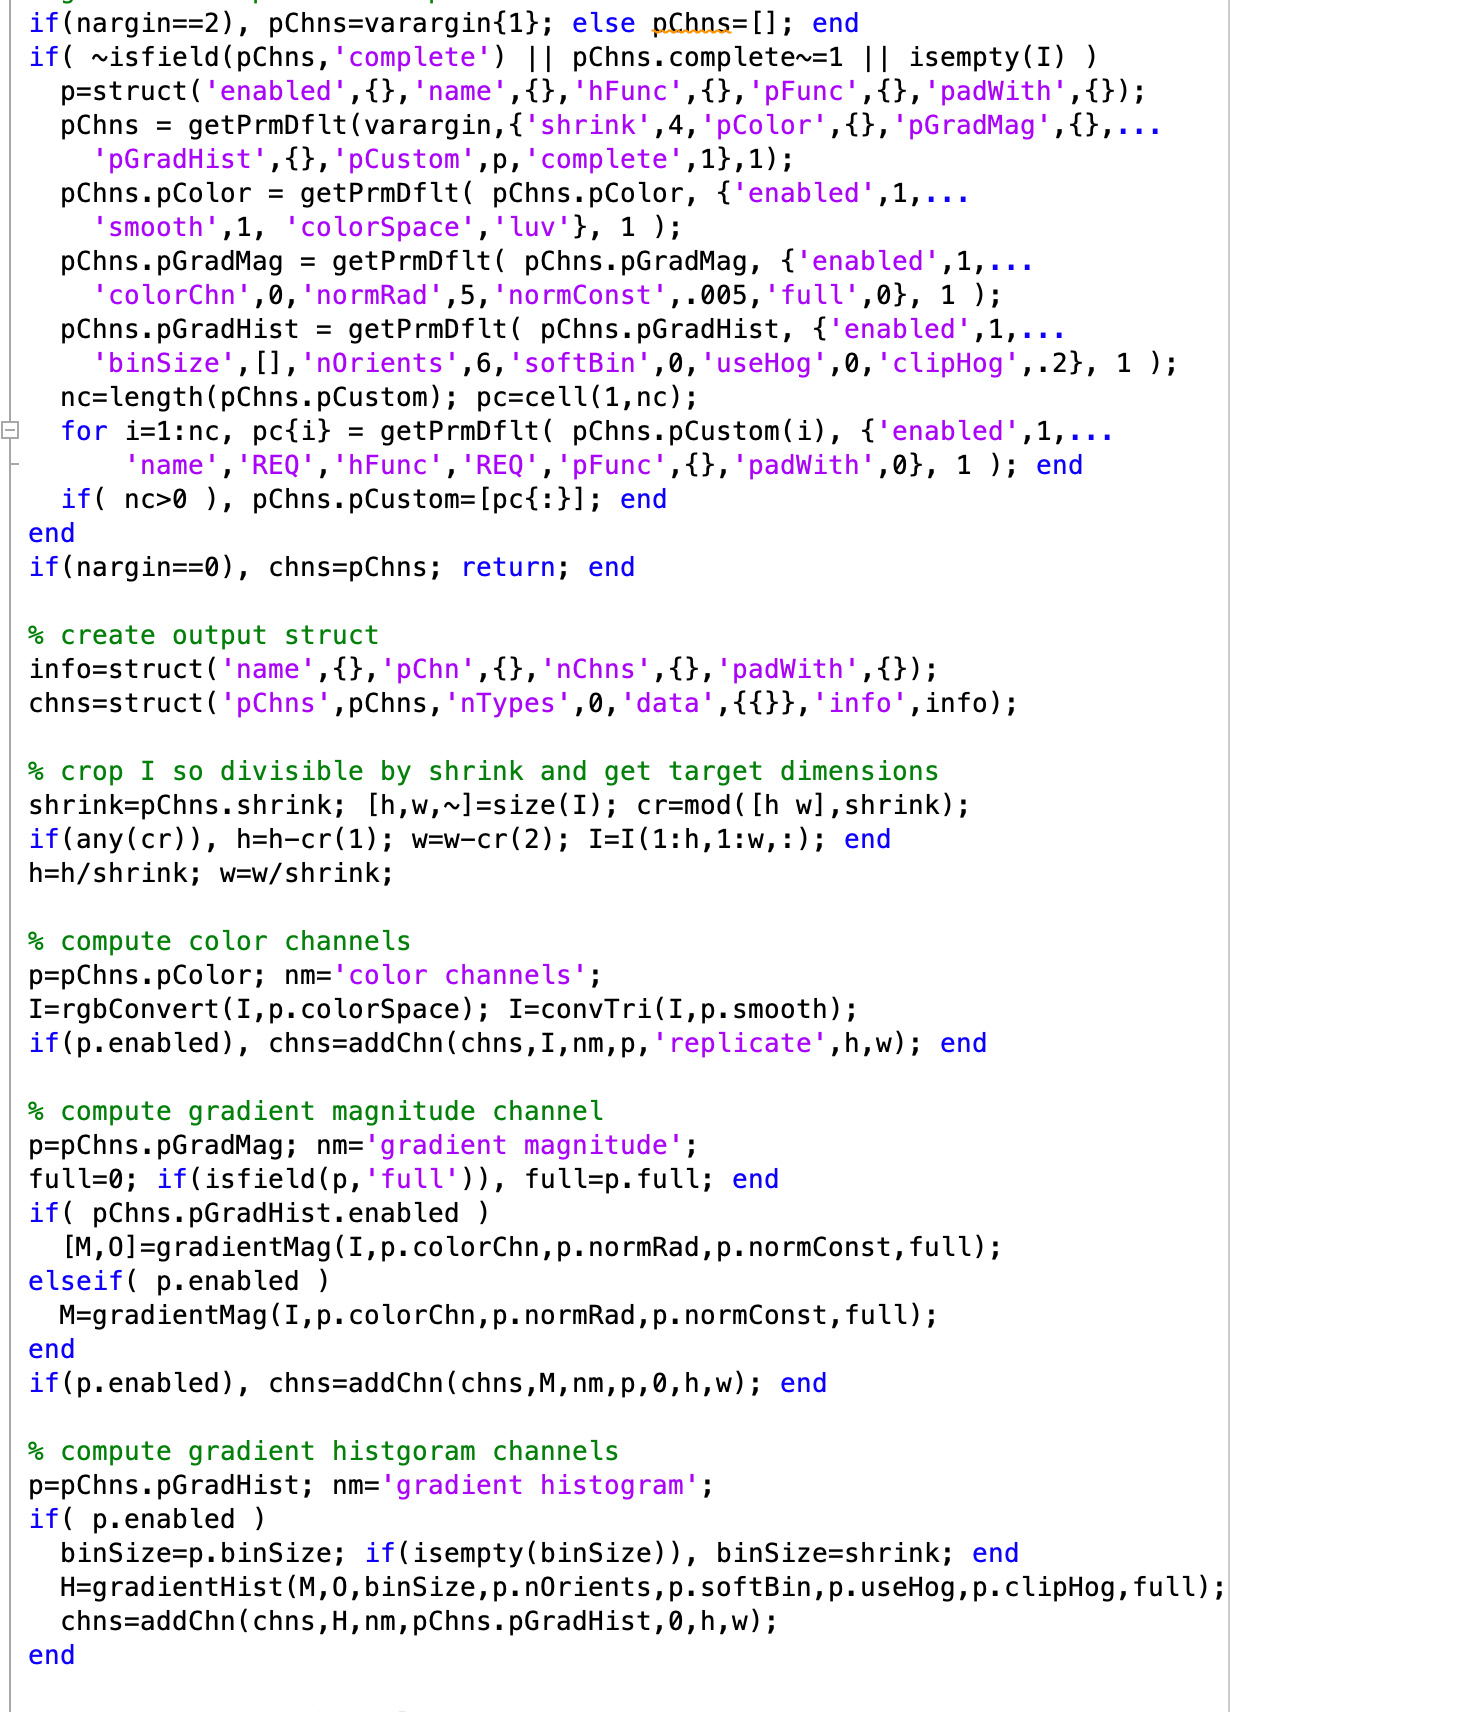 if(nargin==2), pChns=varargin{1}; else pChns=[]; end
if( ~isfield(pChns,'complete') || pChns.complete~=1 || isempty(I) )
  p=struct('enabled',{},'name',{},'hFunc',{},'pFunc',{},'padWith',{});
  pChns = getPrmDflt(varargin,{'shrink',4,'pColor',{},'pGradMag',{},...
    'pGradHist',{},'pCustom',p,'complete',1},1);
  pChns.pColor = getPrmDflt( pChns.pColor, {'enabled',1,...
    'smooth',1, 'colorSpace','luv'}, 1 );
  pChns.pGradMag = getPrmDflt( pChns.pGradMag, {'enabled',1,...
    'colorChn',0,'normRad',5,'normConst',.005,'full',0}, 1 );
  pChns.pGradHist = getPrmDflt( pChns.pGradHist, {'enabled',1,...
    'binSize',[],'nOrients',6,'softBin',0,'useHog',0,'clipHog',.2}, 1 );
  nc=length(pChns.pCustom); pc=cell(1,nc);
  for i=1:nc, pc{i} = getPrmDflt( pChns.pCustom(i), {'enabled',1,...
      'name','REQ','hFunc','REQ','pFunc',{},'padWith',0}, 1 ); end
  if( nc>0 ), pChns.pCustom=[pc{:}]; end
end
if(nargin==0), chns=pChns; return; end

% create output struct
info=struct('name',{},'pChn',{},'nChns',{},'padWith',{});
chns=struct('pChns',pChns,'nTypes',0,'data',{{}},'info',info);

% crop I so divisible by shrink and get target dimensions
shrink=pChns.shrink; [h,w,~]=size(I); cr=mod([h w],shrink);
if(any(cr)), h=h-cr(1); w=w-cr(2); I=I(1:h,1:w,:); end
h=h/shrink; w=w/shrink;

% compute color channels
p=pChns.pColor; nm='color channels';
I=rgbConvert(I,p.colorSpace); I=convTri(I,p.smooth);
if(p.enabled), chns=addChn(chns,I,nm,p,'replicate',h,w); end

% compute gradient magnitude channel
p=pChns.pGradMag; nm='gradient magnitude';
full=0; if(isfield(p,'full')), full=p.full; end
if( pChns.pGradHist.enabled )
  [M,O]=gradientMag(I,p.colorChn,p.normRad,p.normConst,full);
elseif( p.enabled )
  M=gradientMag(I,p.colorChn,p.normRad,p.normConst,full);
end
if(p.enabled), chns=addChn(chns,M,nm,p,0,h,w); end

% compute gradient histgoram channels
p=pChns.pGradHist; nm='gradient histogram';
if( p.enabled )
  binSize=p.binSize; if(isempty(binSize)), binSize=shrink; end
  H=gradientHist(M,O,binSize,p.nOrients,p.softBin,p.useHog,p.clipHog,full);
  chns=addChn(chns,H,nm,pChns.pGradHist,0,h,w);
end